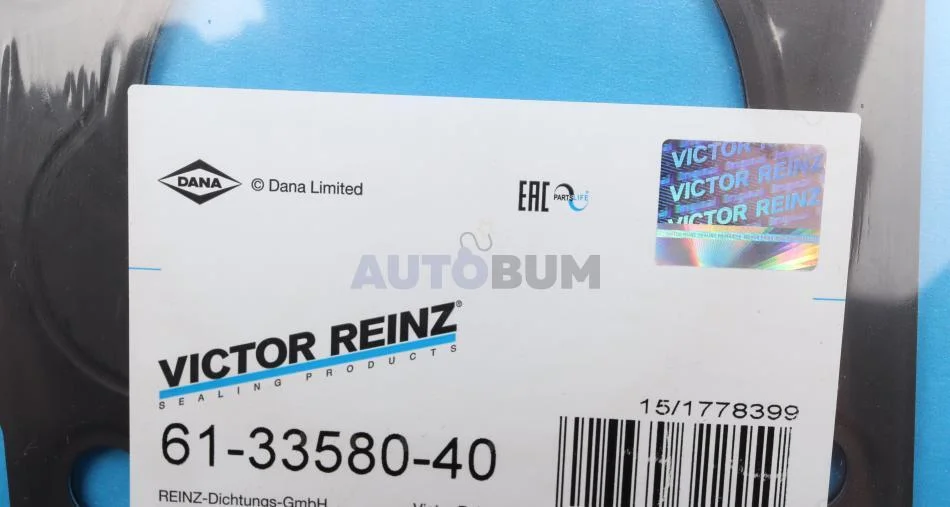 DANA
© Dana Limited
EAC
PARTSLIFE
VICTOR REINZ
VICTOR REINZ
VICTOR REINZ
AUTOBUM
VICTOR REINZ®
SEALING PRODUCTS
15/1778399
61-33580-40
REINZ-Dichtungs-GmbH